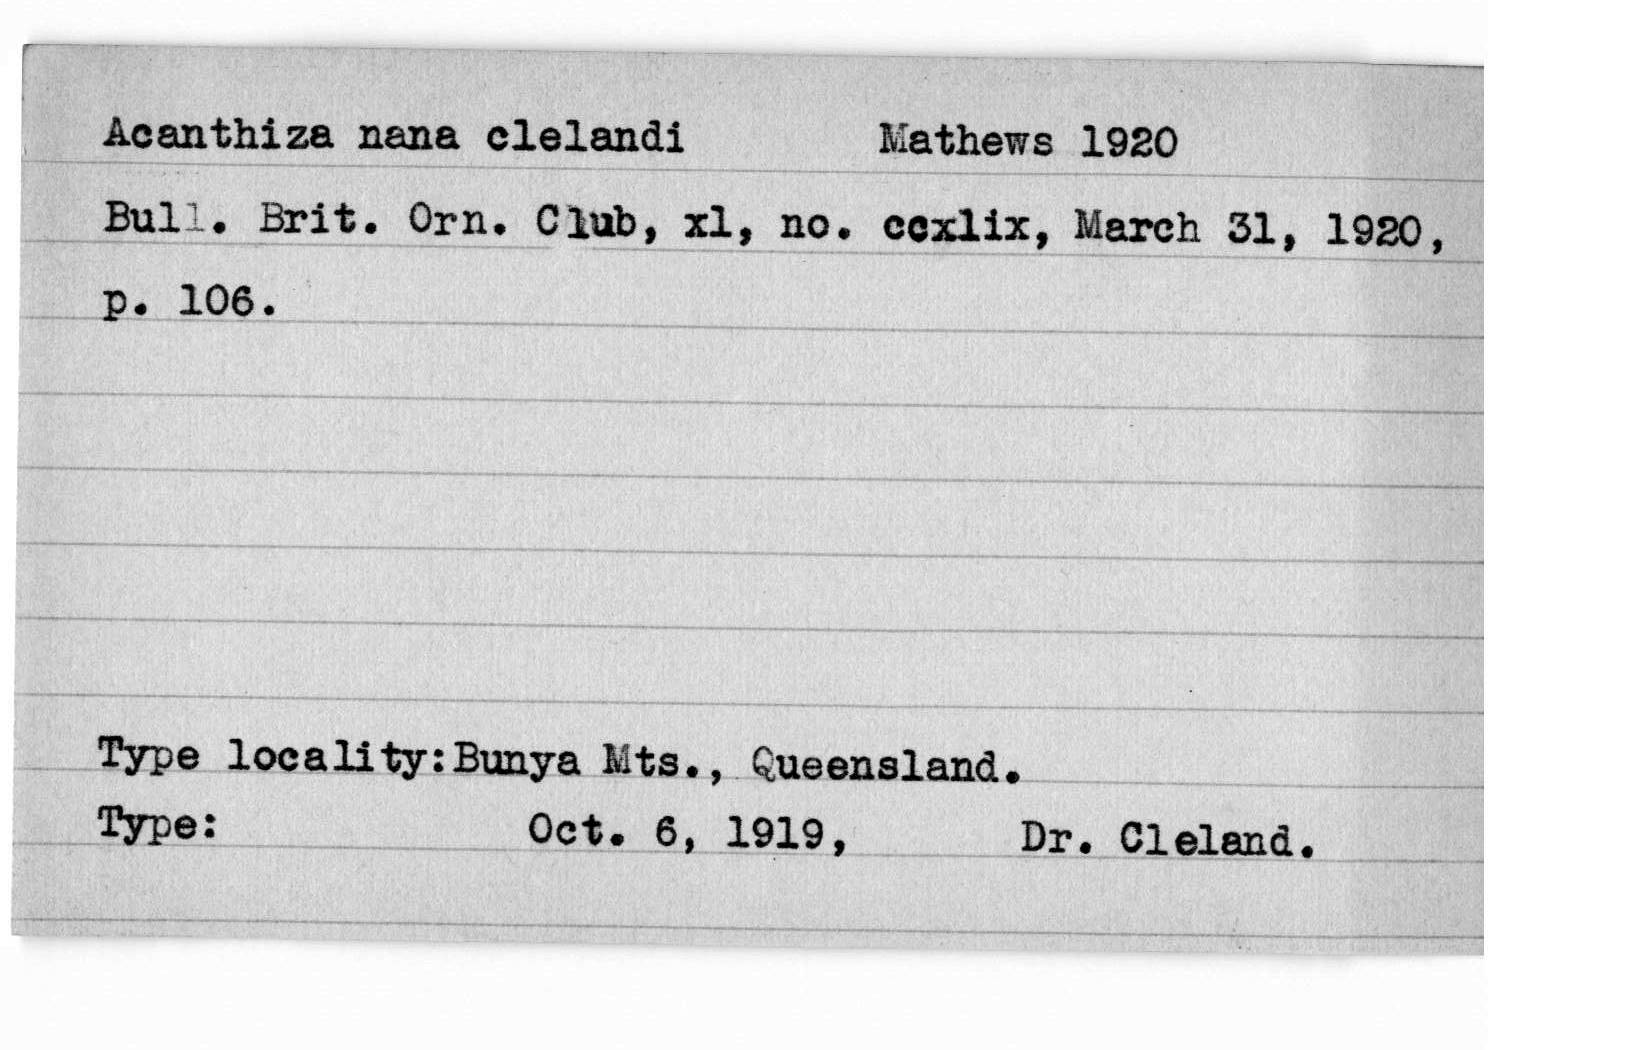 Acanthiza nana clelandi Mathews 1920
Bull. Brit. Orn. Club, xl, no. ccxlix, March 31, 1920,
p. 106.
Type locality:Bunya Mts., Queensland.
Type: Oct. 6, 1919, Dr. Cleland.